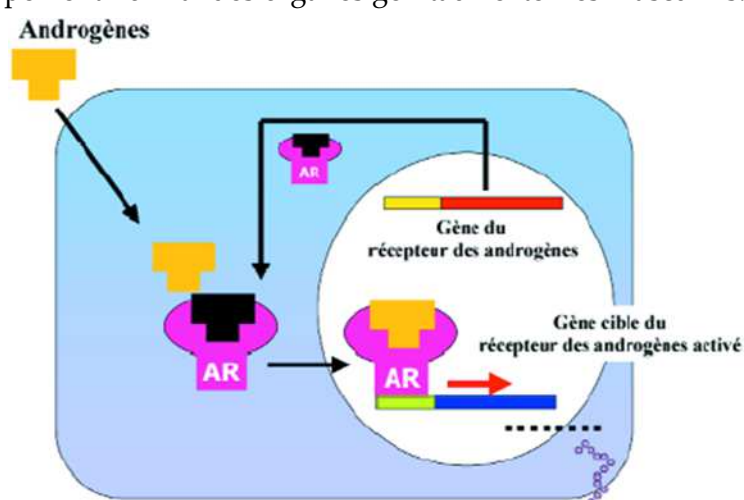 Androgènes
AR
Gène du
récepteur des androgènes
Gène cible du
récepteur des androgènes activé
AR
AR